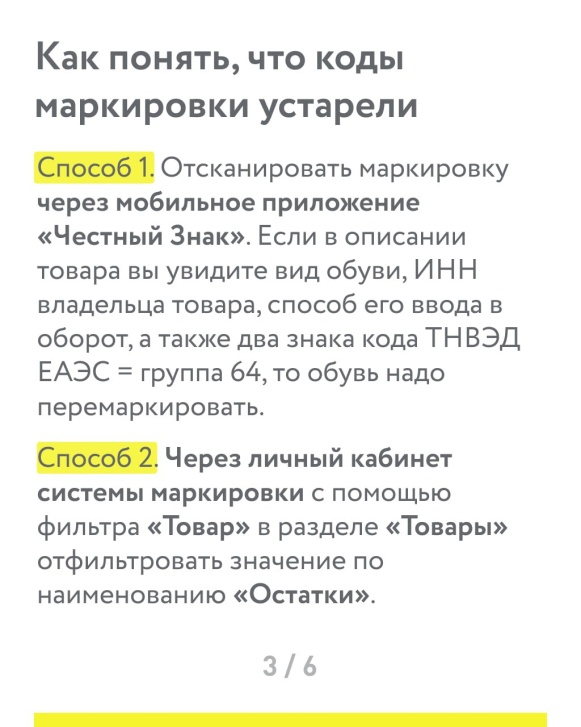 Как понять, что коды
маркировки устарели
Способ 1. Отсканировать маркировку
через мобильное приложение
«Честный Знак». Если в описании
товара вы увидите вид обуви, ИНН
владельца товара, способ его ввода в
оборот, а также два знака кода ТНВЭД
ЕАЭС = группа 64, то обувь надо
перемаркировать.
Способ 2. Через личный кабинет
системы маркировки с помощью
фильтра «Товар» в разделе «Товары»
отфильтровать значение по
наименованию «Остатки».
3 / 6